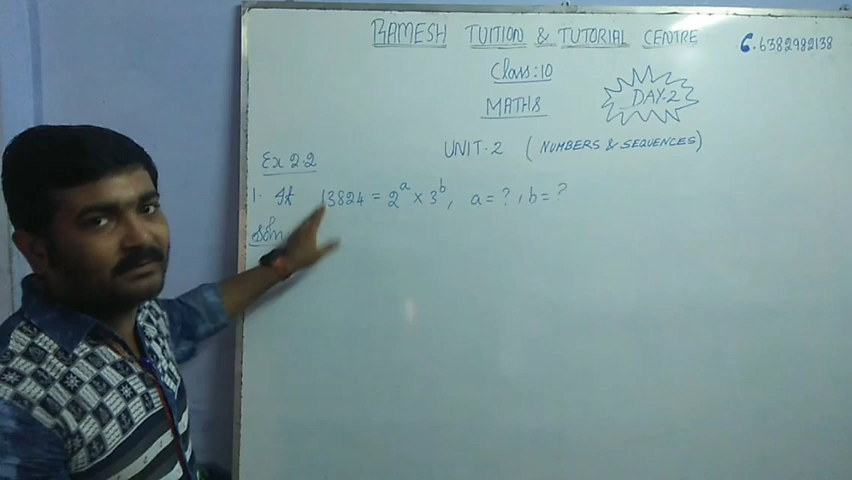 RAMESH TUITION & TUTORIAL CENTRE
6382982138
Class:10
MATHS
DAY-2
UNIT-2 (NUMBERS & SEQUENCES)
Ex 2.2
1. If 13824 = 2^a × 3^b, a = ?, b = ?
Soln